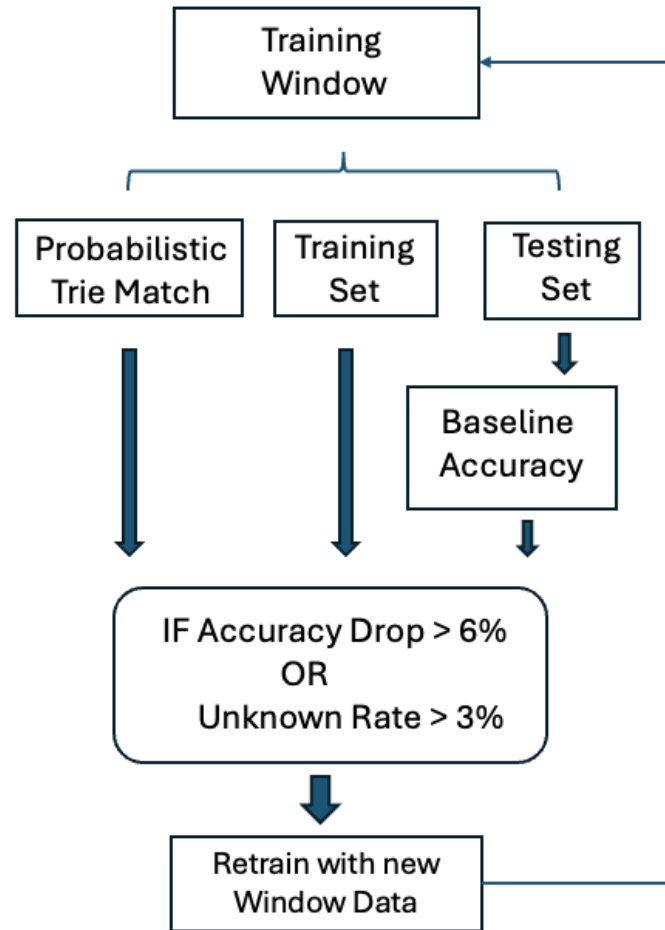 Training
Window
Probabilistic
Trie Match
Training
Set
Testing
Set
Baseline
Accuracy
IF Accuracy Drop > 6%
OR
Unknown Rate > 3%
Retrain with new
Window Data